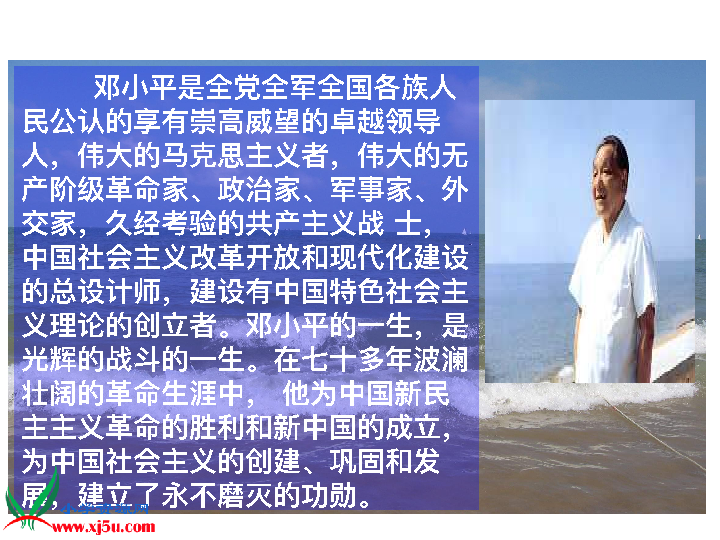 邓小平是全党全军全国各族人
民公认的享有崇高威望的卓越领导
人，伟大的马克思主义者，伟大的无
产阶级革命家、政治家、军事家、外
交家，久经考验的共产主义战 士，
中国社会主义改革开放和现代化建设
的总设计师，建设有中国特色社会主
义理论的创立者。邓小平的一生，是
光辉的战斗的一生。在七十多年波澜
壮阔的革命生涯中， 他为中国新民
主主义革命的胜利和新中国的成立，
为中国社会主义的创建、巩固和发
展，建立了永不磨灭的功勋。
www.xj5u.com